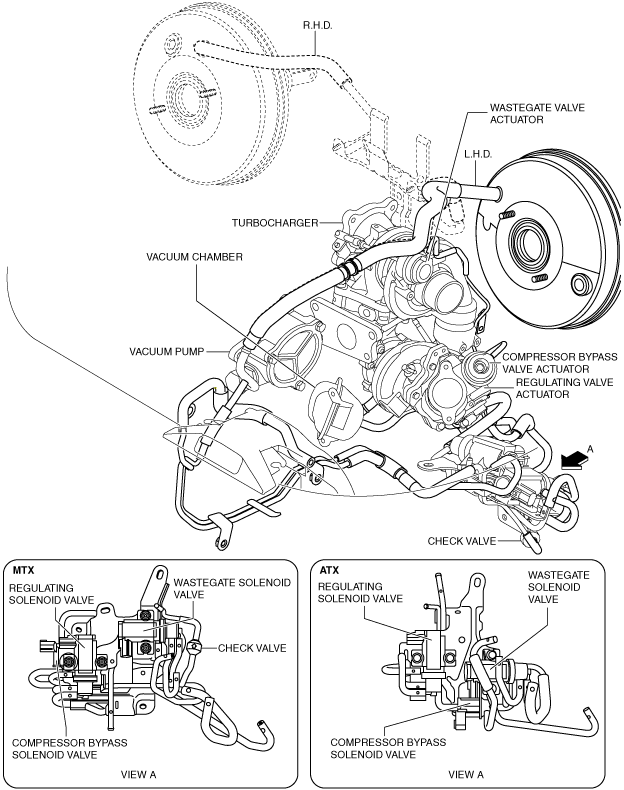 R.H.D.
WASTEGATE VALVE
ACTUATOR
L.H.D.
TURBOCHARGER
VACUUM CHAMBER
VACUUM PUMP
COMPRESSOR BYPASS
VALVE ACTUATOR
REGULATING VALVE
ACTUATOR
A
CHECK VALVE
MTX
REGULATING
SOLENOID VALVE
WASTEGATE SOLENOID
VALVE
CHECK VALVE
COMPRESSOR BYPASS
SOLENOID VALVE
VIEW A
ATX
REGULATING
SOLENOID VALVE
WASTEGATE
SOLENOID
VALVE
COMPRESSOR BYPASS
SOLENOID VALVE
VIEW A